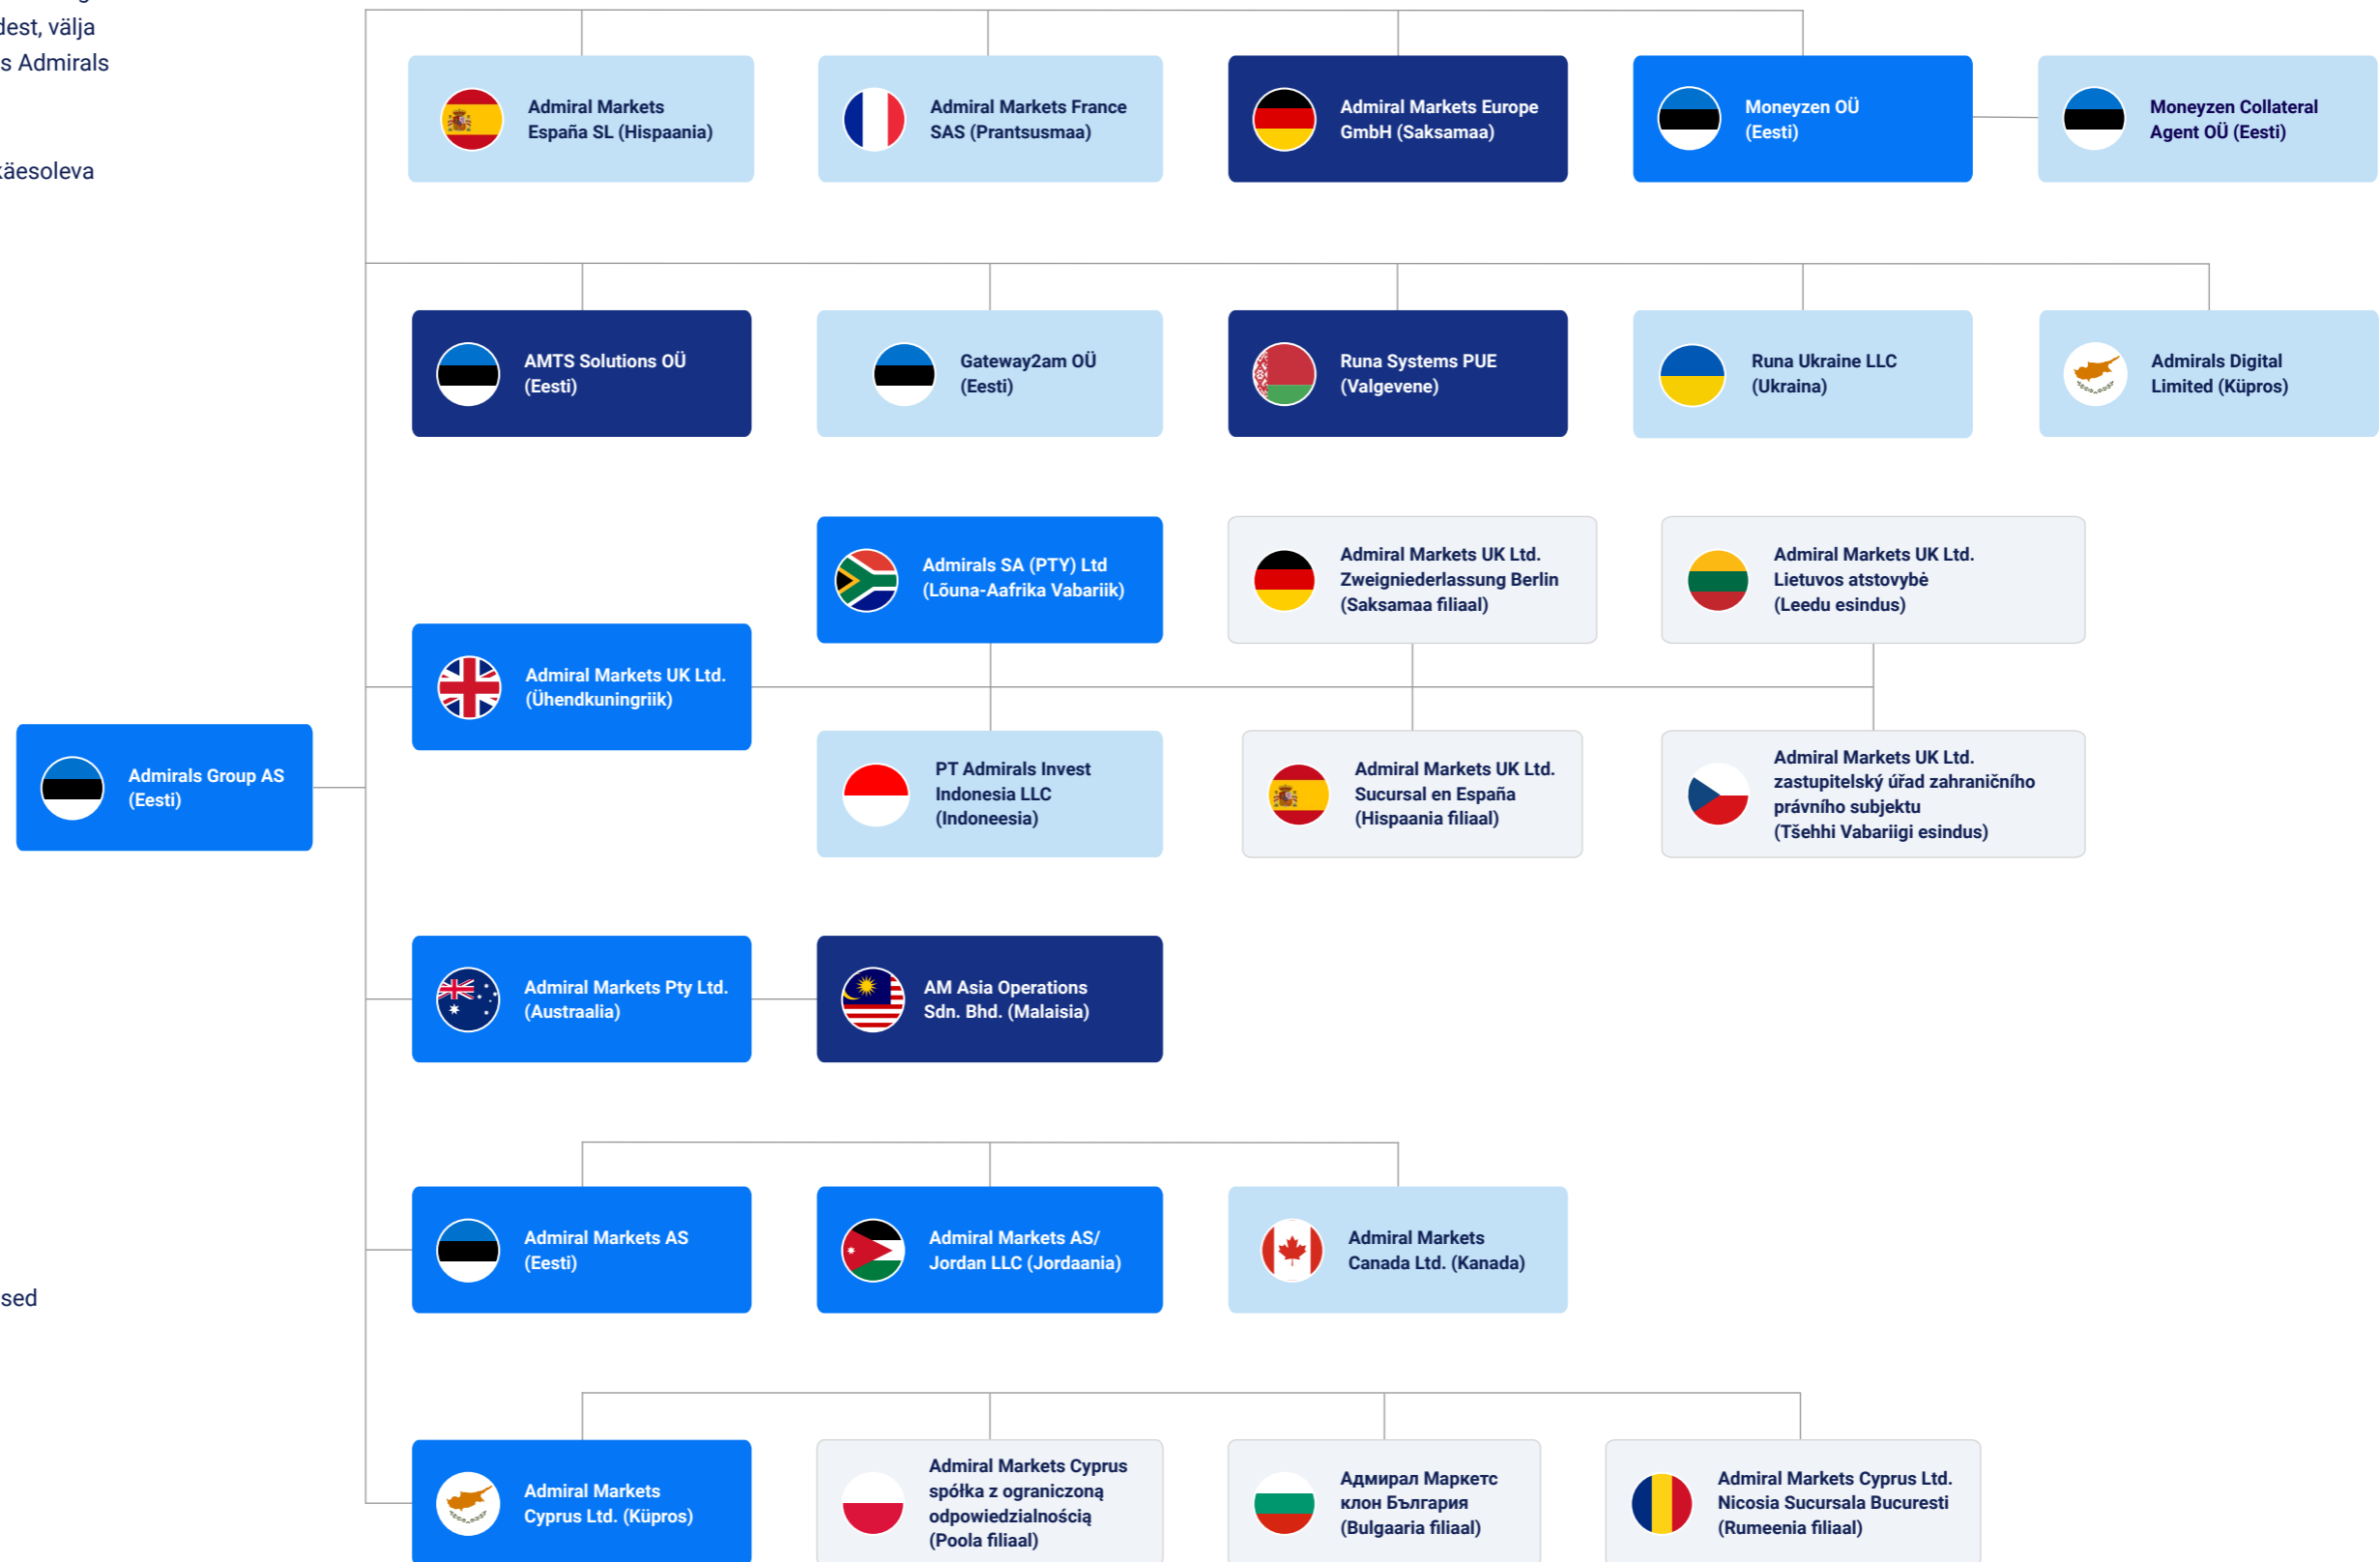 dest, välja
s Admirals
käesoleva
Admiral Markets
España SL (Hispaania)
Admiral Markets France
SAS (Prantsusmaa)
Admiral Markets Europe
GmbH (Saksamaa)
Moneyzen OÜ
(Eesti)
Moneyzen Collateral
Agent OÜ (Eesti)
AMTS Solutions OÜ
(Eesti)
Gateway2am OÜ
(Eesti)
Runa Systems PUE
(Valgevene)
Runa Ukraine LLC
(Ukraina)
Admirals Digital
Limited (Küpros)
Admirals SA (PTY) Ltd
(Lõuna-Aafrika Vabariik)
Admiral Markets UK Ltd.
Zweigniederlassung Berlin
(Saksamaa filiaal)
Admiral Markets UK Ltd.
Lietuvos atstovybė
(Leedu esindus)
Admiral Markets UK Ltd.
(Ühendkuningriik)
Admirals Group AS
(Eesti)
PT Admirals Invest
Indonesia LLC
(Indoneesia)
Admiral Markets UK Ltd.
Sucursal en España
(Hispaania filiaal)
Admiral Markets UK Ltd.
zastupitelský úřad zahraničního
právního subjektu
(Tšehhi Vabariigi esindus)
Admiral Markets Pty Ltd.
(Austraalia)
AM Asia Operations
Sdn. Bhd. (Malaisia)
Admiral Markets AS
(Eesti)
Admiral Markets AS/
Jordan LLC (Jordaania)
Admiral Markets
Canada Ltd. (Kanada)
sed
Admiral Markets
Cyprus Ltd. (Küpros)
Admiral Markets Cyprus
spółka z ograniczoną
odpowiedzialnością
(Poola filiaal)
Адмирал Маркетс
клон България
(Bulgaaria filiaal)
Admiral Markets Cyprus Ltd.
Nicosia Sucursala Bucuresti
(Rumeenia filiaal)